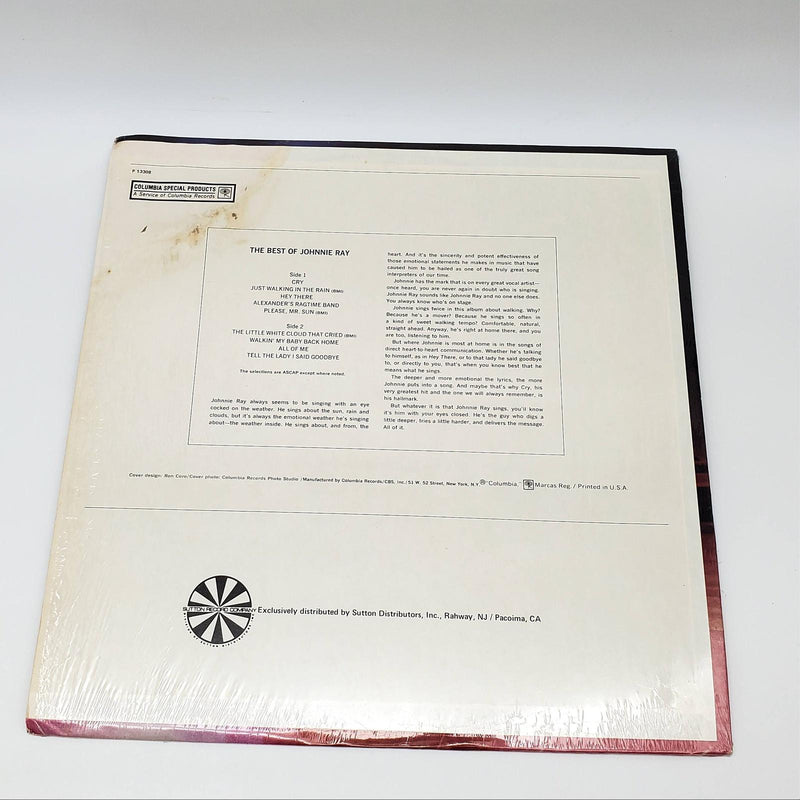 P 13308
COLUMBIA SPECIAL PRODUCTS
A Service of Columbia Records
THE BEST OF JOHNNIE RAY
Side 1
CRY
JUST WALKING IN THE RAIN (BMI)
HEY THERE
ALEXANDER'S RAGTIME BAND
PLEASE, MR. SUN (BMI)
Side 2
THE LITTLE WHITE CLOUD THAT CRIED (BMI)
WALKIN' MY BABY BACK HOME
ALL OF ME
TELL THE LADY I SAID GOODBYE
The selections are ASCAP except where noted.
Johnnie Ray always seems to be singing with an eye
cocked on the weather. He sings about the sun, rain and
clouds, but it's always the emotional weather he's singing
about—the weather inside. He sings about, and from, the
heart. And it's the sincerity and potent effectiveness of
those emotional statements he makes in music that have
caused him to be hailed as one of the truly great song
interpreters of our time.
Johnnie has the mark that is on every great vocal artist—
once heard, you are never again in doubt who is singing.
Johnnie Ray sounds like Johnnie Ray and no one else does.
You always know who's on stage.
Johnnie sings twice in this album about walking. Why?
Because he's a mover? Because he sings so often in
a kind of sweet walking tempo? Comfortable, natural,
straight ahead. Anyway, he's right at home there, and you
are too, listening to him.
But where Johnnie is most at home is in the songs of
direct heart-to-heart communication. Whether he's talking
to himself, as in Hey There, or to that lady he said goodbye
to, or directly to you, that's when you know best that he
means what he sings.
The deeper and more emotional the lyrics, the more
Johnnie puts into a song. And maybe that's why Cry, his
very greatest hit and the one we will always remember, is
his hallmark.
But whatever it is that Johnnie Ray sings, you'll know
it's him with your eyes closed. He's the guy who digs a
little deeper, tries a little harder, and delivers the message.
All of it.
Cover design: Ron Coro/Cover photo: Columbia Records Photo Studio / Manufactured by Columbia Records/CBS, Inc./51 W. 52 Street, New York, N.Y. ® "Columbia," Marcas Reg. / Printed in U.S.A.
SUTTON RECORD COMPANY
Exclusively distributed by Sutton Distributors, Inc., Rahway, NJ / Pacoima, CA